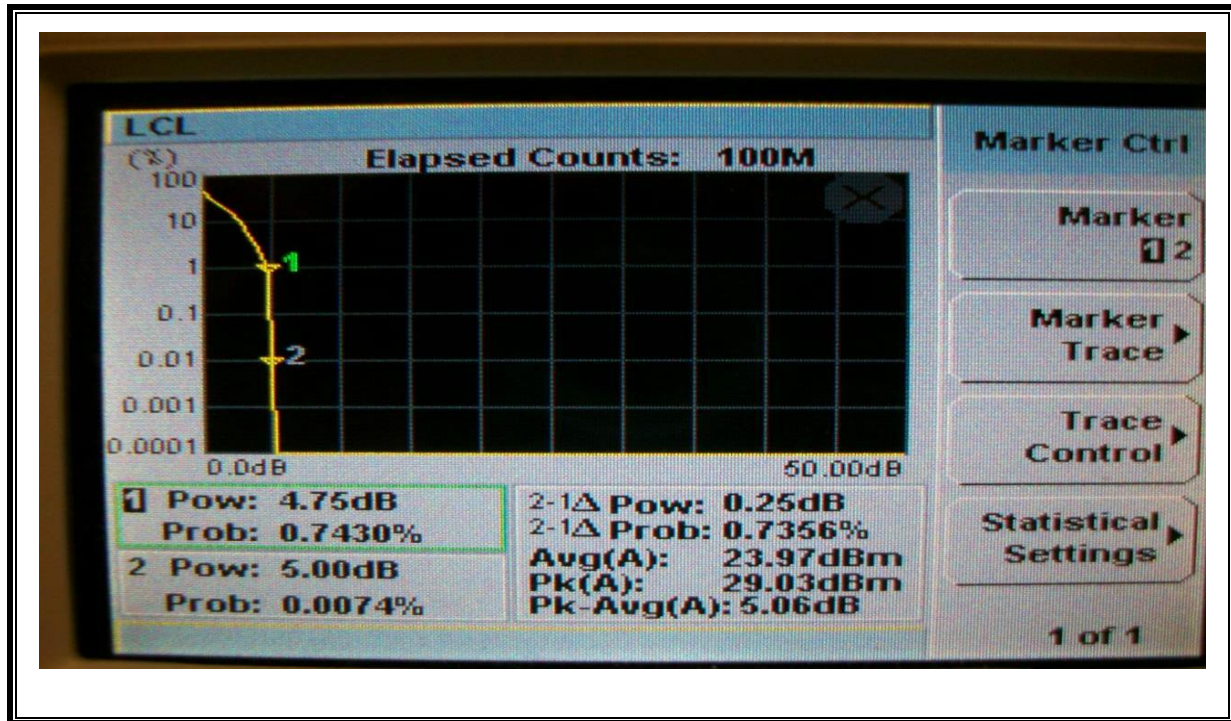 LCL
(%)
Elapsed Counts: 100M
100
10
1
0.1
0.01
0.001
0.0001
1
2
0.0dB
50.00dB
1 Pow: 4.75dB
Prob: 0.7430%
2 Pow: 5.00dB
Prob: 0.0074%
2-1Δ Pow: 0.25dB
2-1Δ Prob: 0.7356%
Avg(A): 23.97dBm
Pk(A): 29.03dBm
Pk-Avg(A): 5.06dB
Marker Ctrl
Marker
1 2
Marker
Trace
Trace
Control
Statistical
Settings
1 of 1